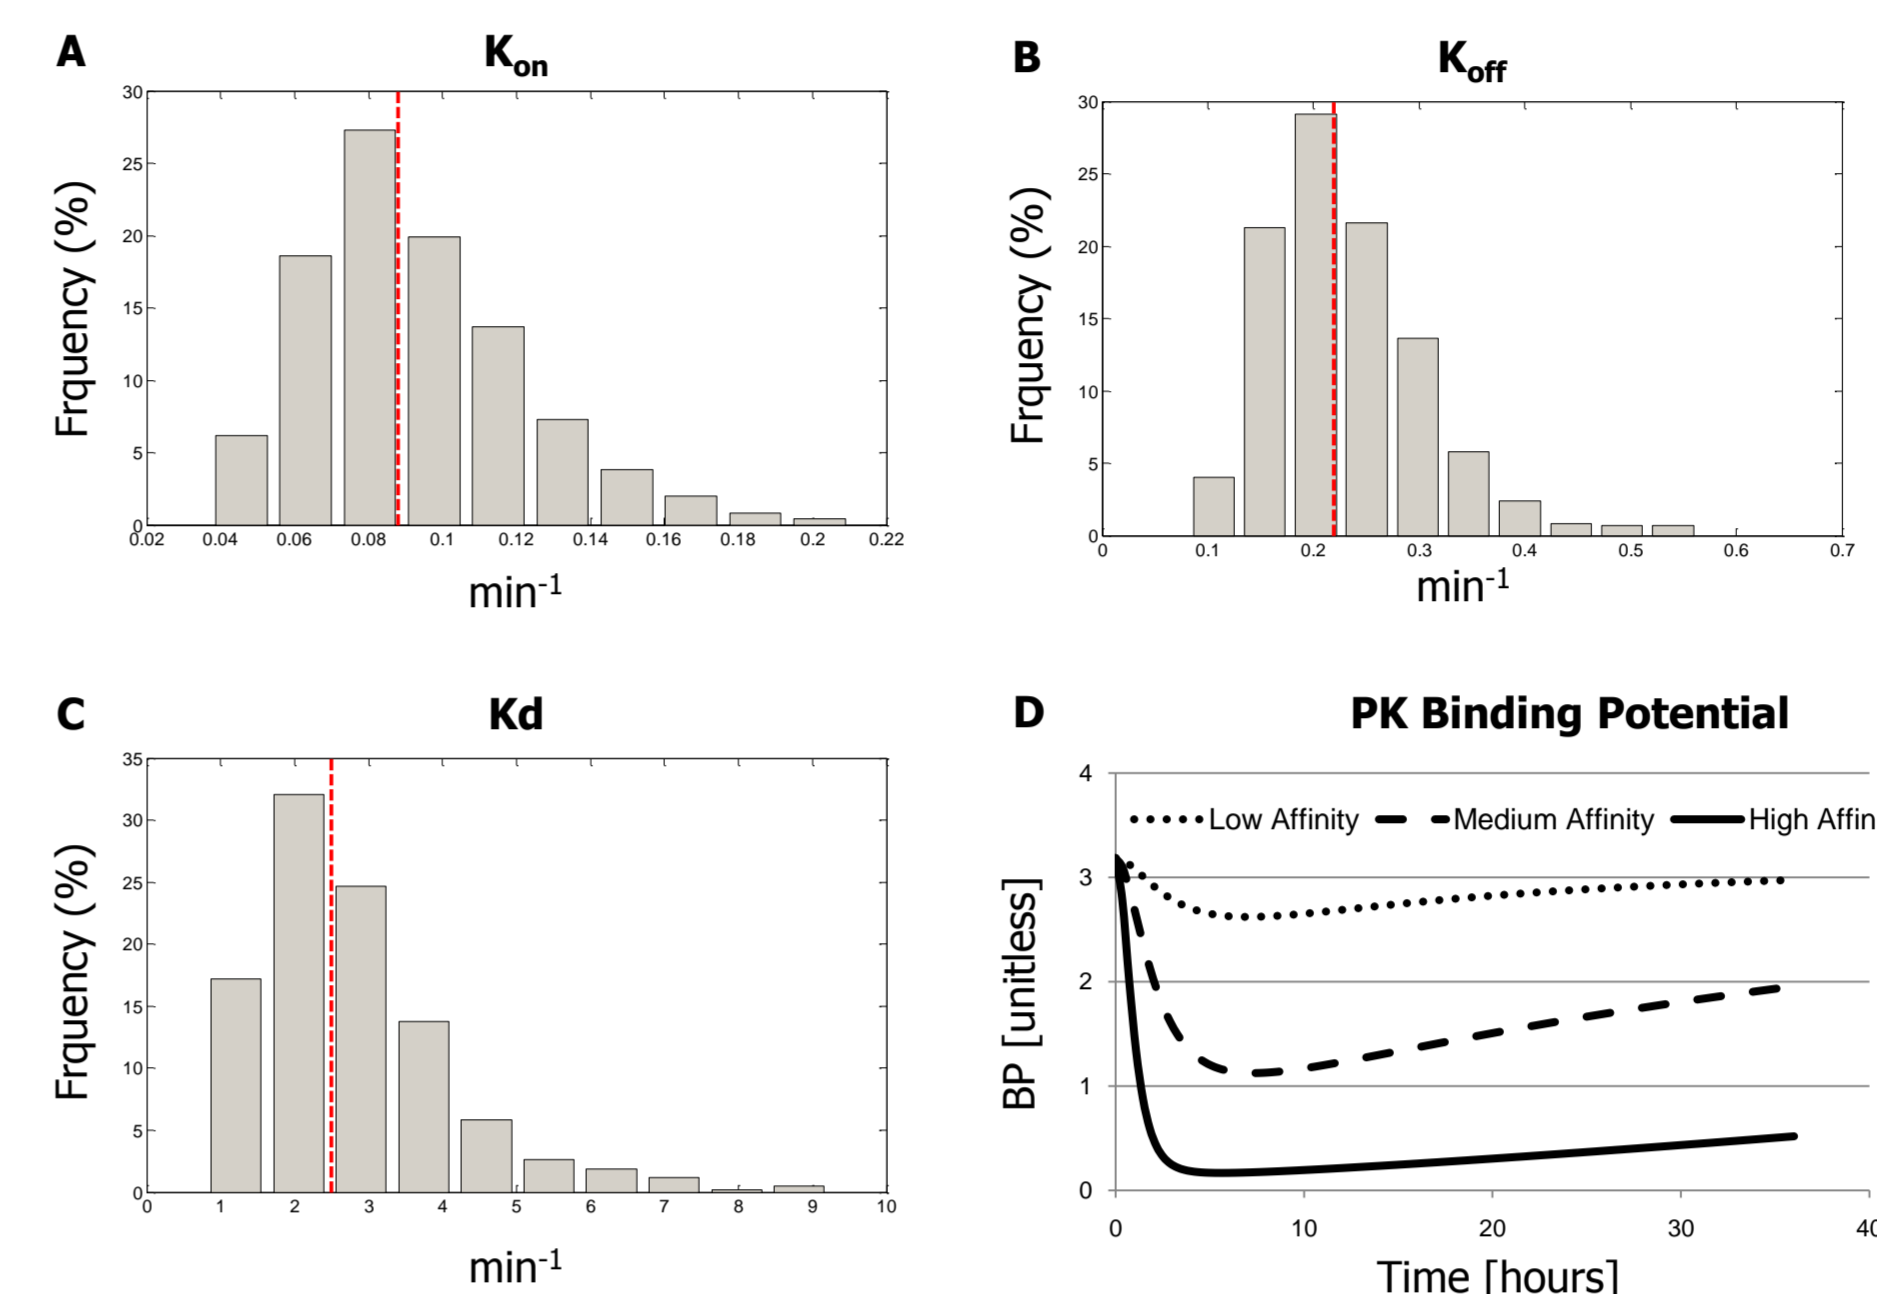 A
K_on
Frquency (%)
30
25
20
15
10
5
0
0.02 0.04 0.06 0.08 0.1 0.12 0.14 0.16 0.18 0.2 0.22
min⁻¹
B
K_off
Frquency (%)
30
25
20
15
10
5
0
0 0.1 0.2 0.3 0.4 0.5 0.6 0.7
min⁻¹
C
Kd
Frquency (%)
35
30
25
20
15
10
5
0
0 1 2 3 4 5 6 7 8 9 10
min⁻¹
D
PK Binding Potential
BP [unitless]
4
3
2
1
0
Low Affinity Medium Affinity High Affin
0 10 20 30 40
Time [hours]